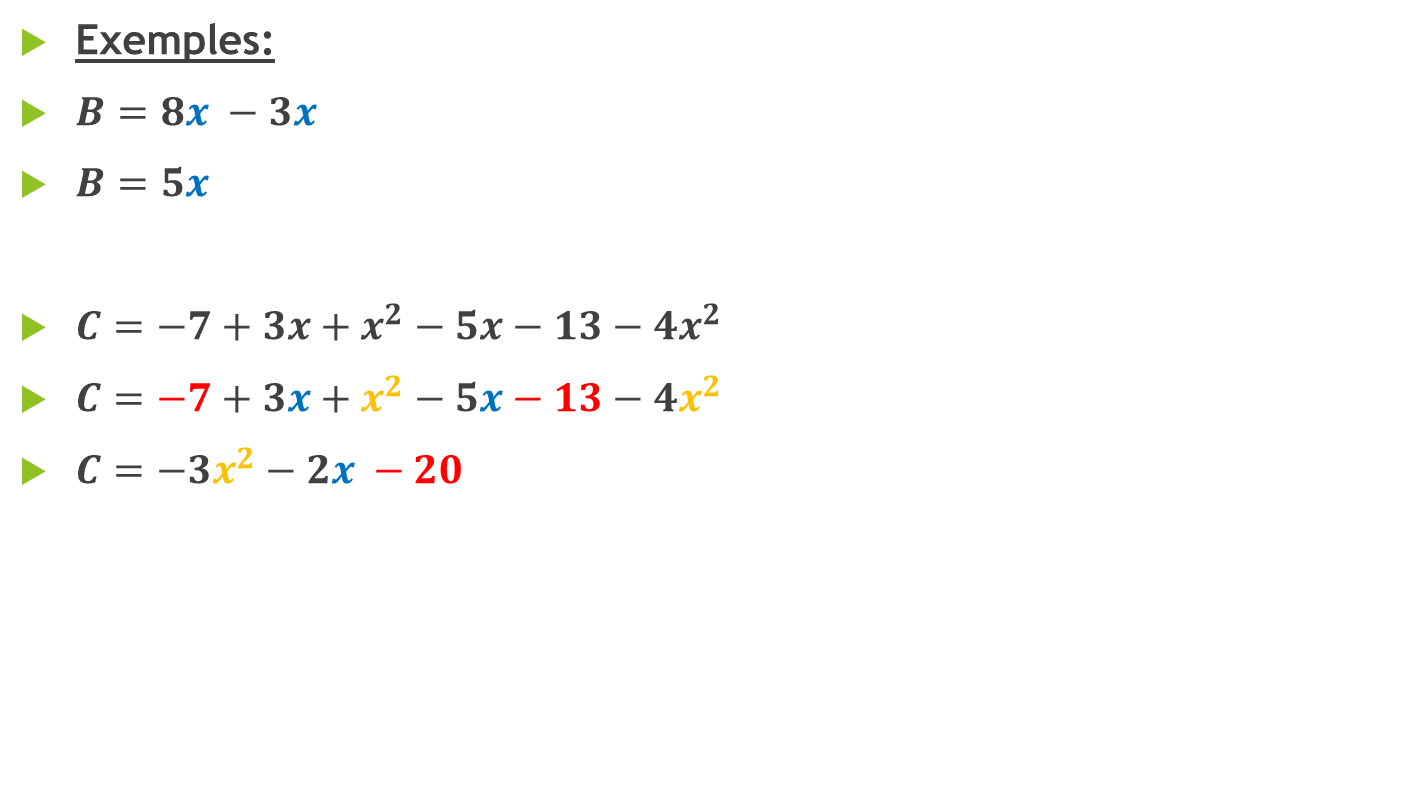 Exemples:
B = 8x − 3x
B = 5x
C = −7 + 3x + x² − 5x − 13 − 4x²
C = −7 + 3x + x² − 5x − 13 − 4x²
C = −3x² − 2x − 20